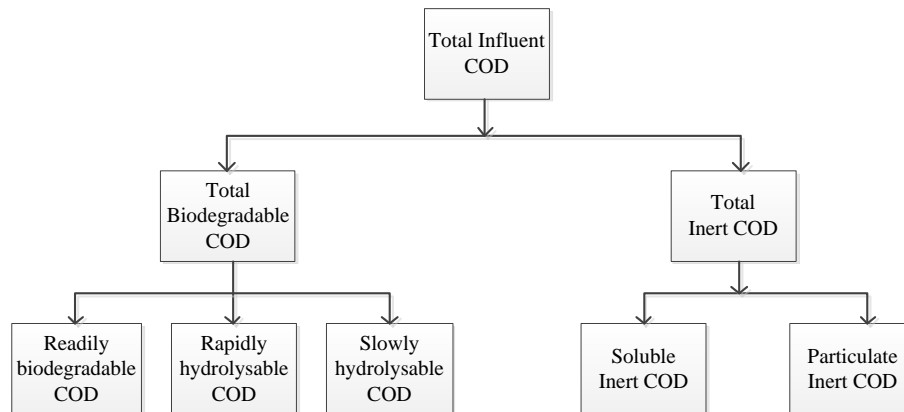 Total Influent
COD
Total
Biodegradable
COD
Total
Inert COD
Readily
biodegradable
COD
Rapidly
hydrolysable
COD
Slowly
hydrolysable
COD
Soluble
Inert COD
Particulate
Inert COD